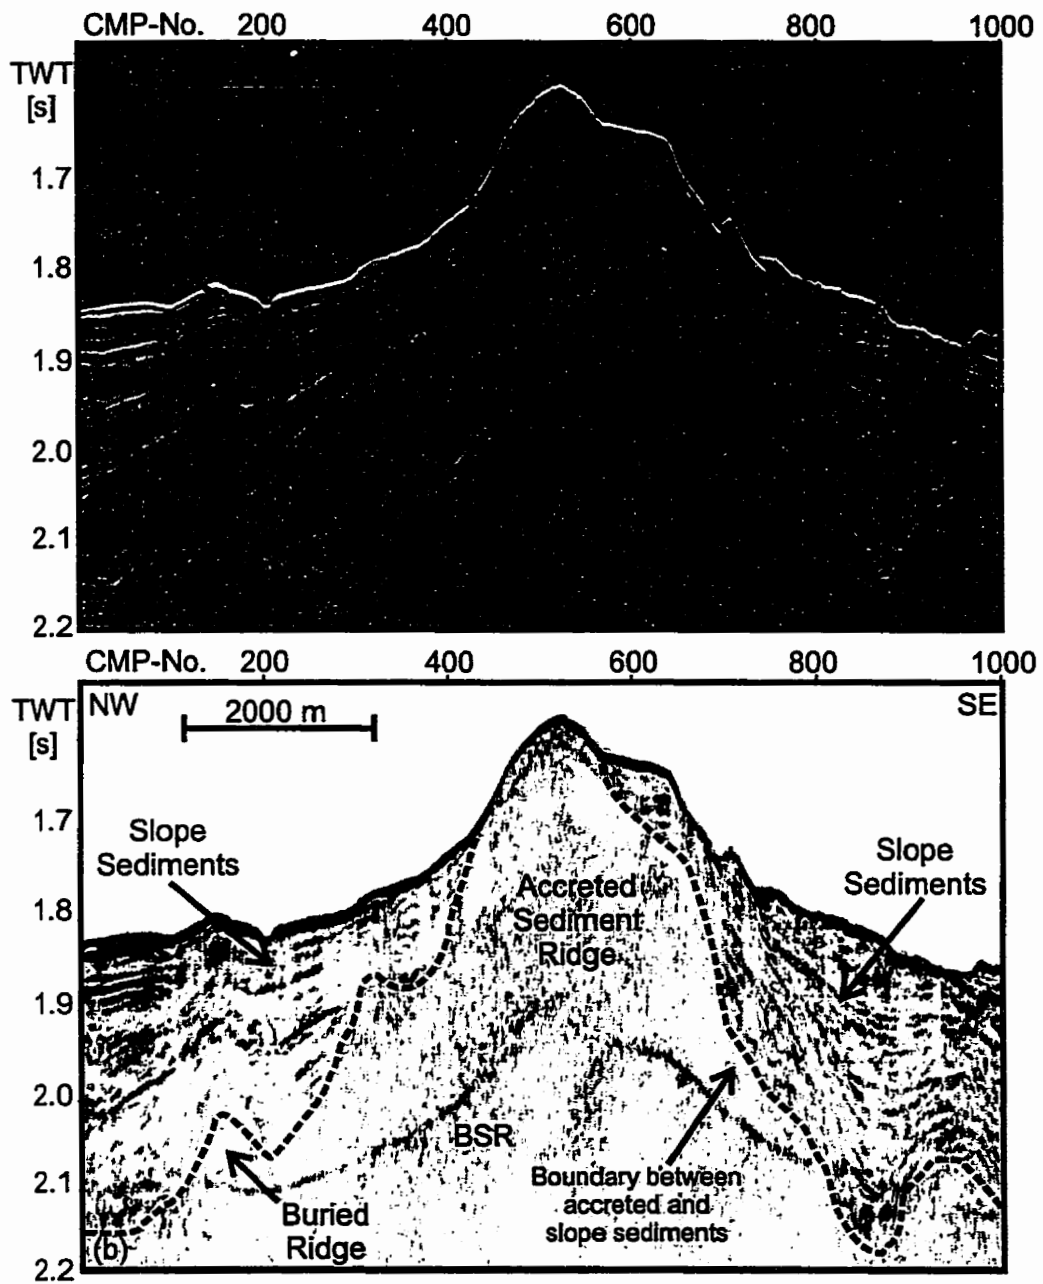 CMP-No. 200 400 600 800 1000
TWT
[s]
1.7
1.8
1.9
2.0
2.1
2.2
CMP-No. 200 400 600 800 1000
TWT
[s]
NW
SE
2000 m
1.7
Slope
Sediments
Slope
Sediments
1.8
Accreted
Sediment
Ridge
1.9
2.0
BSR
2.1
Boundary between
accreted and
slope sediments
Buried
Ridge
(b)
2.2